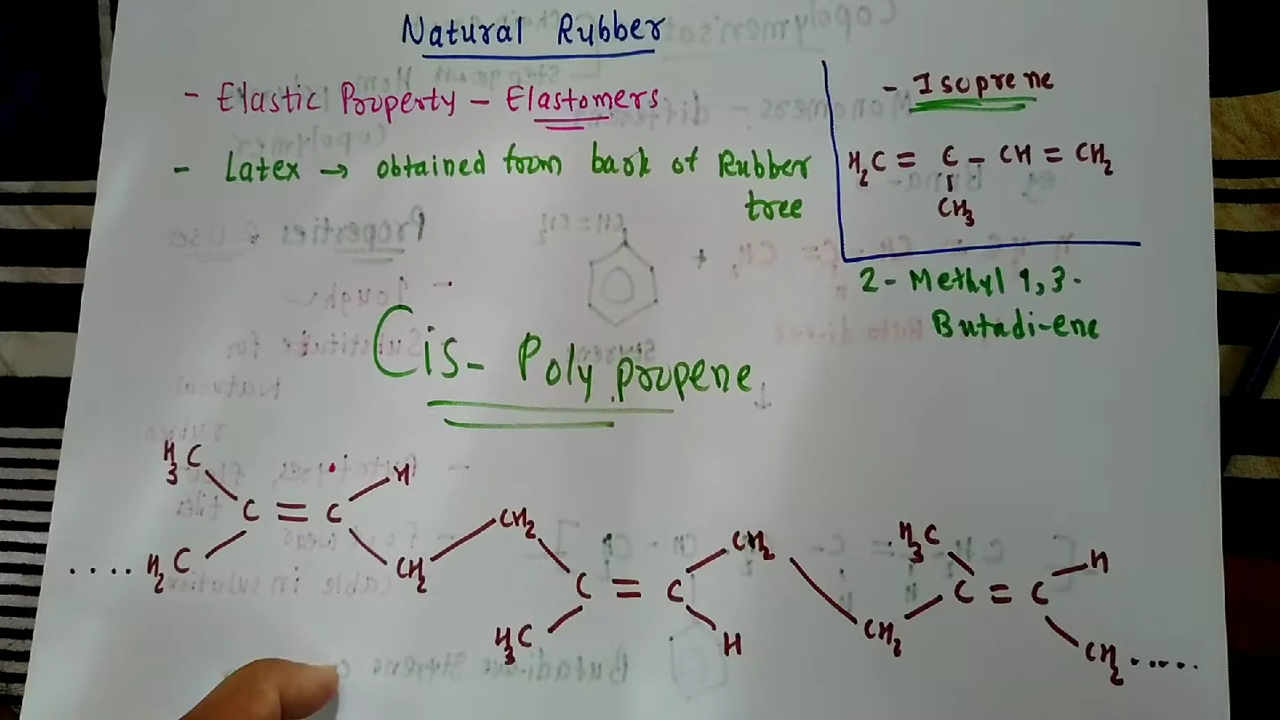 Natural Rubber
- Elastic Property - Elastomers
- Latex → obtained from bark of Rubber
tree
- Isoprene
H₂C = C - CH = CH₂
CH₃
2 - Methyl 1,3 -
Butadi-ene
Cis - Poly propene
H₃C H
C = C
.... H₂C CH₂ CH₂
C = C
H₃C H CH₂ CH₂
H₃C H
C = C
CH₂ .....